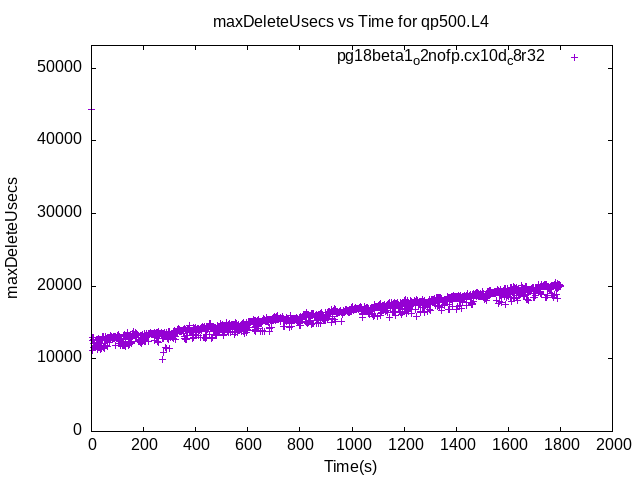 maxDeleteUsecs vs Time for qp500.L4
pg18beta1o2nofp.cx10dc8r32
50000
40000
30000
20000
10000
0
maxDeleteUsecs
0 200 400 600 800 1000 1200 1400 1600 1800 2000
Time(s)